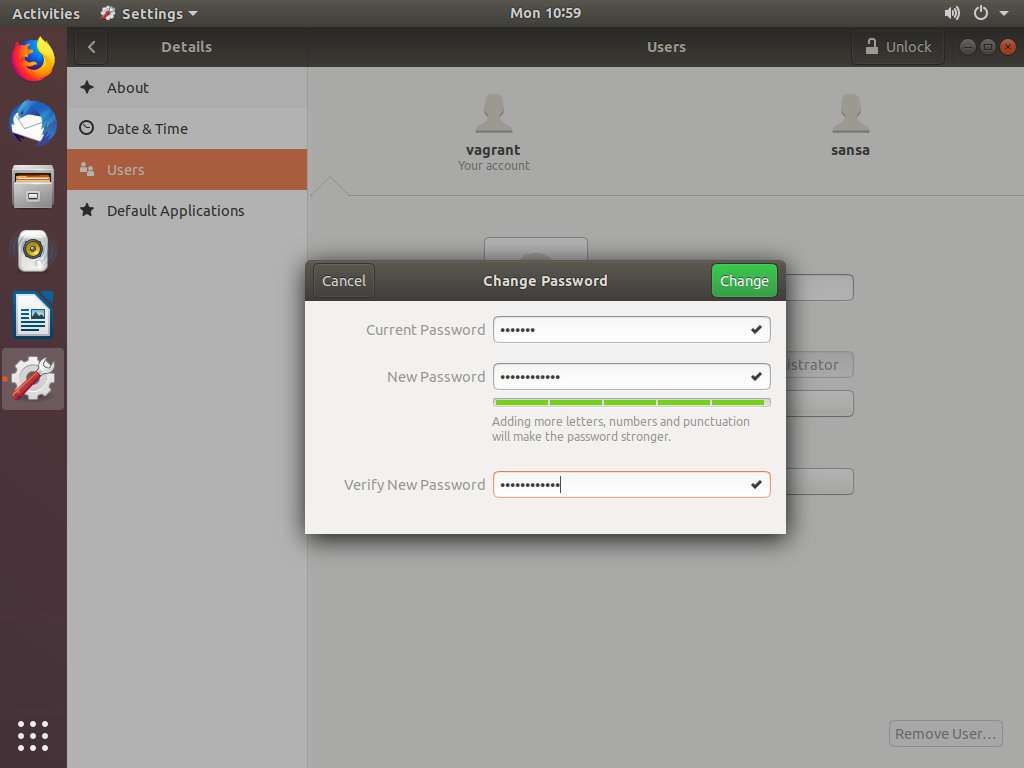 Activities
Settings
Mon 10:59
Details
Users
Unlock
About
Date & Time
Users
Default Applications
vagrant
Your account
sansa
Cancel
Change Password
Change
Current Password
•••••••
New Password
••••••••••••
Adding more letters, numbers and punctuation
will make the password stronger.
Verify New Password
••••••••••••
istrator
Remove User…